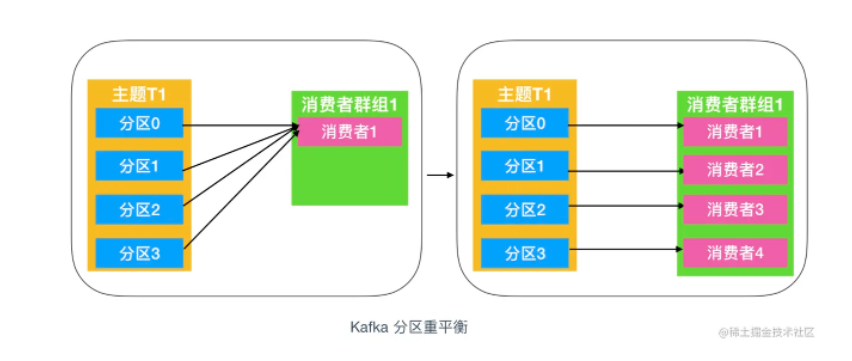 主题T1
分区0
分区1
分区2
分区3
消费者群组1
消费者1
主题T1
分区0
分区1
分区2
分区3
消费者群组1
消费者1
消费者2
消费者3
消费者4
Kafka 分区重平衡
@稀土掘金技术社区